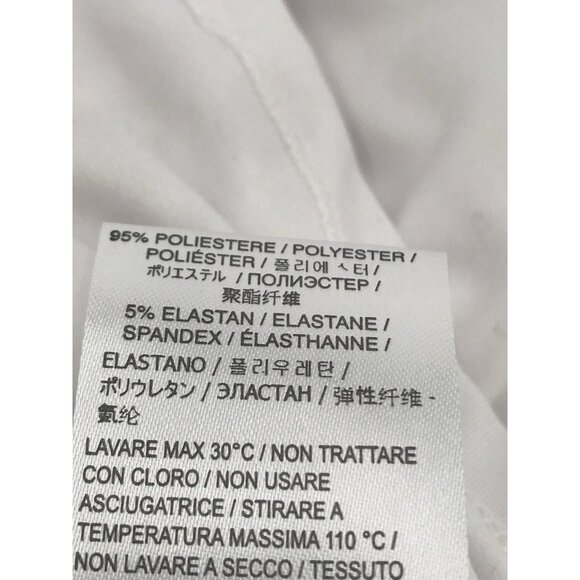 95% POLIESTERE / POLYESTER /
POLIÉSTER / 폴리에ㅅ터 /
ポリエステル / ПОЛИЭСТЕР /
聚酯纤维
5% ELASTAN / ELASTANE /
SPANDEX / ÉLASTHANNE /
ELASTANO / 폴리우레탄 /
ポリウレタン / ЭЛАСТАН / 弹性纤维 -
氨纶
LAVARE MAX 30°C / NON TRATTARE
CON CLORO / NON USARE
ASCIUGATRICE / STIRARE A
TEMPERATURA MASSIMA 110 °C /
NON LAVARE A SECCO / TESSUTO